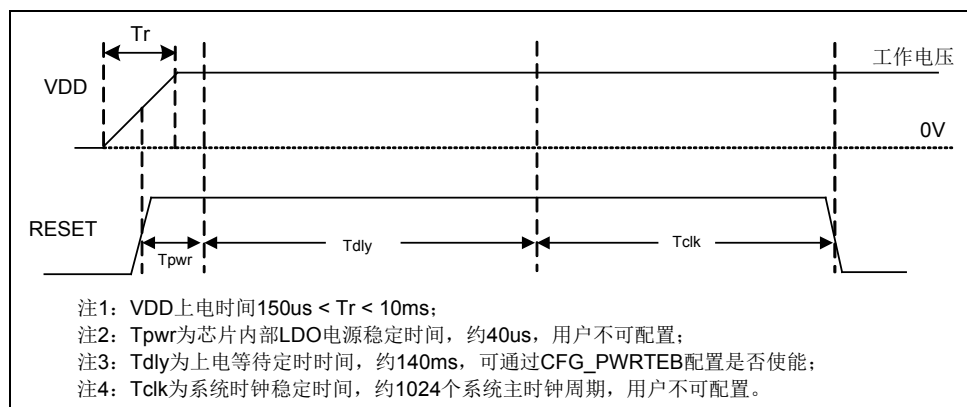 Tr
工作电压
VDD
0V
RESET
Tpwr
Tdly
Tclk
注1：VDD上电时间150us < Tr < 10ms；
注2：Tpwr为芯片内部LDO电源稳定时间，约40us，用户不可配置；
注3：Tdly为上电等待定时时间，约140ms，可通过CFG_PWRTEB配置是否使能；
注4：Tclk为系统时钟稳定时间，约1024个系统主时钟周期，用户不可配置。